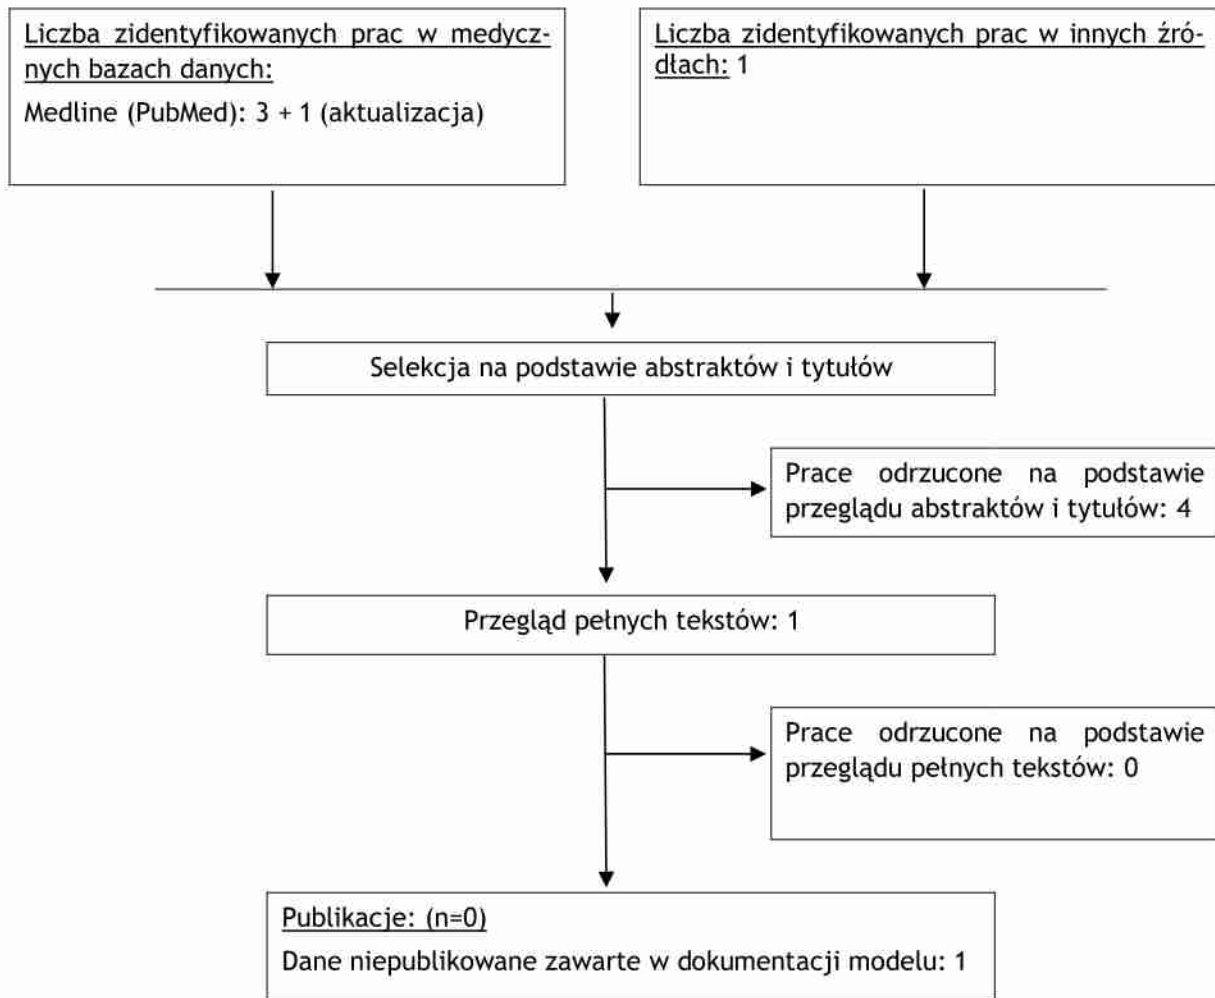 Liczba zidentyfikowanych prac w medycz-
nych bazach danych:
Medline (PubMed): 3 + 1 (aktualizacja)
Liczba zidentyfikowanych prac w innych źró-
dłach: 1
Selekcja na podstawie abstraktów i tytułów
Prace odrzucone na podstawie
przeglądu abstraktów i tytułów: 4
Przegląd pełnych tekstów: 1
Prace odrzucone na podstawie
przeglądu pełnych tekstów: 0
Publikacje: (n=0)
Dane niepublikowane zawarte w dokumentacji modelu: 1